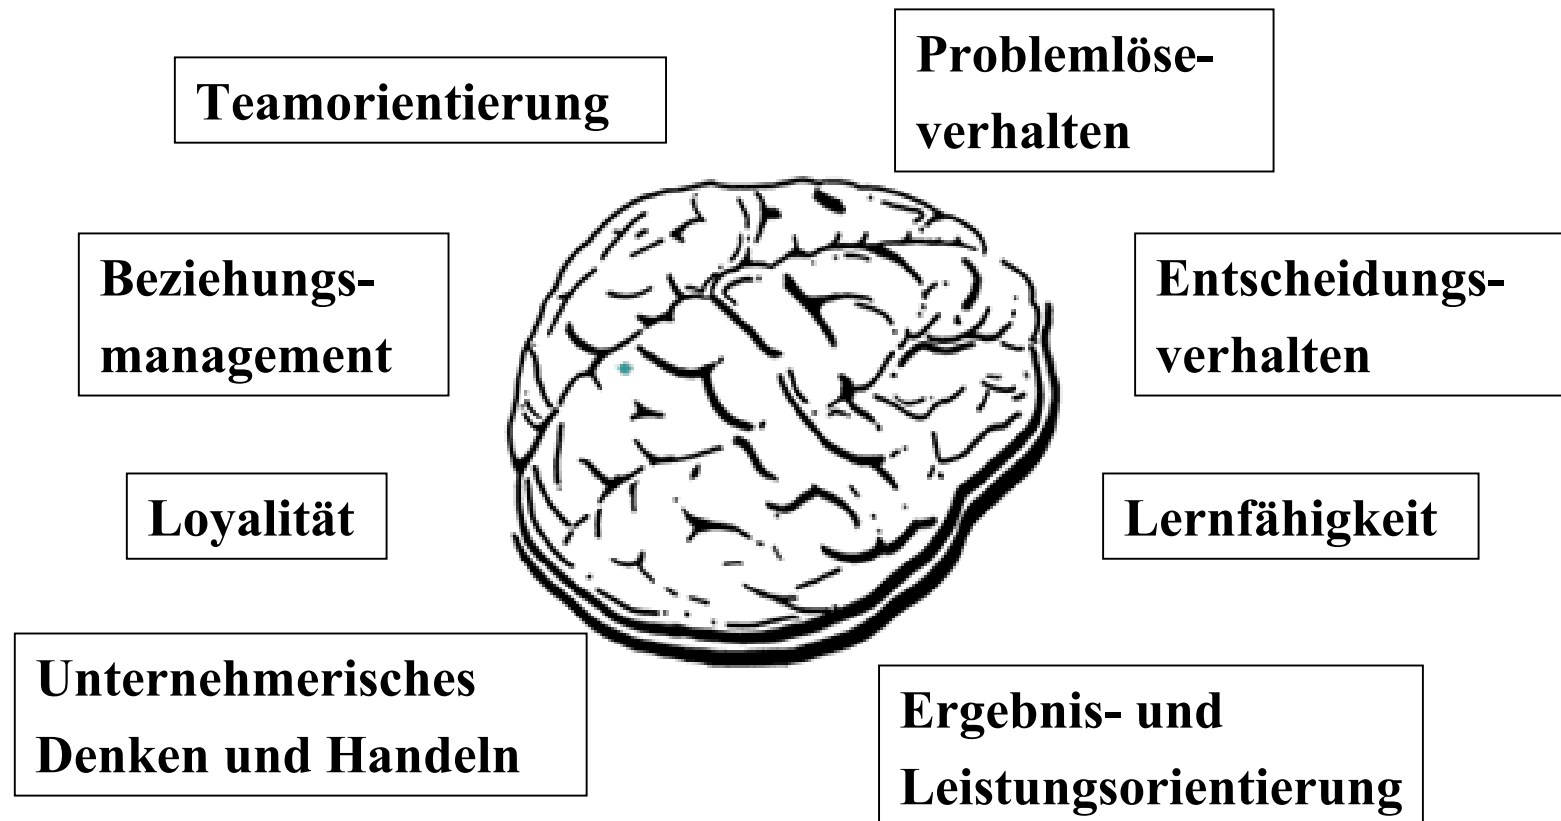 Teamorientierung
Problemlöse-
verhalten
Beziehungs-
management
Entscheidungs-
verhalten
Loyalität
Lernfähigkeit
Unternehmerisches
Denken und Handeln
Ergebnis- und
Leistungsorientierung